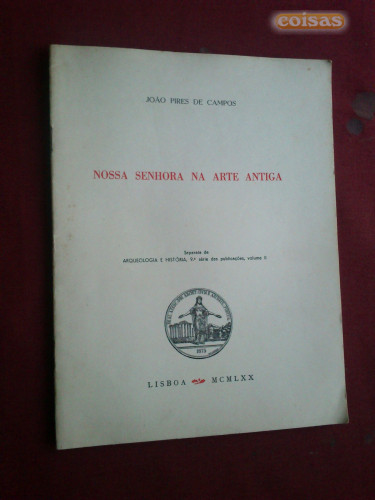 coisas
JOÃO PIRES DE CAMPOS
NOSSA SENHORA NA ARTE ANTIGA
Separata de
ARQUEOLOGIA E HISTÓRIA, 9.ª série das publicações, volume II
LISBOA MCMLXX